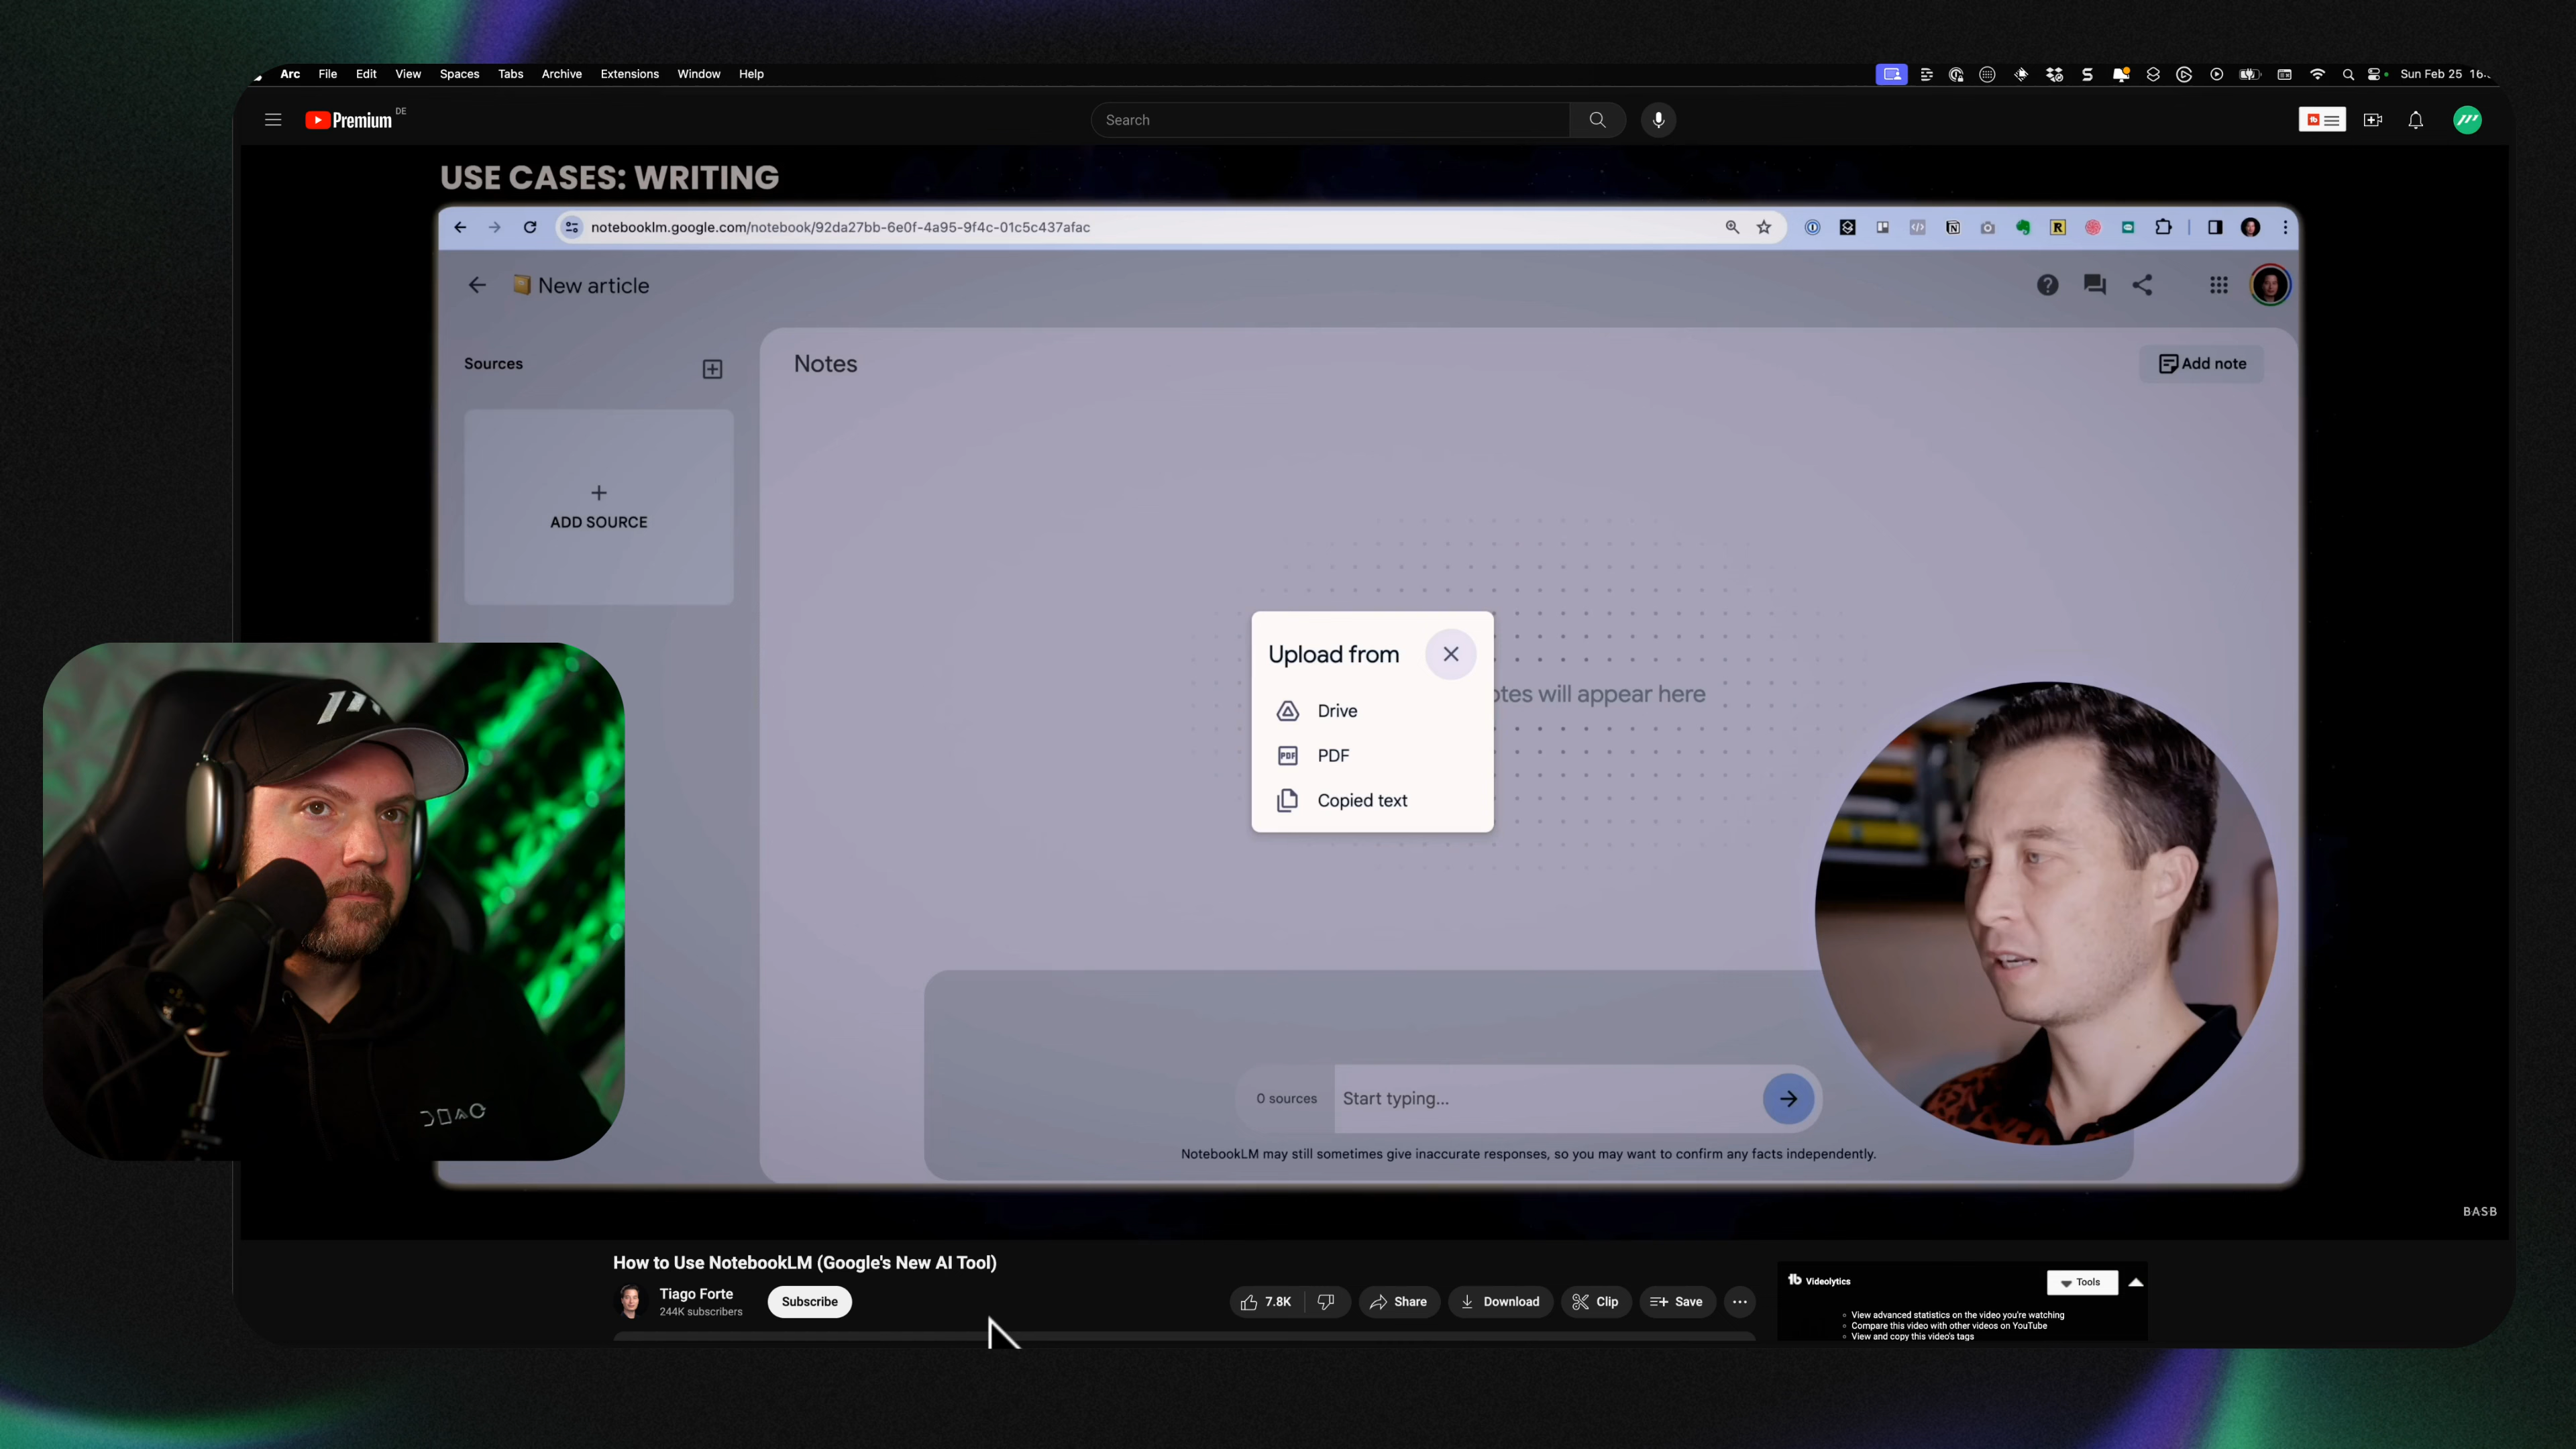 Arc File Edit View Spaces Tabs Archive Extensions Window Help
Sun Feb 25 16
Premium DE
Search
USE CASES: WRITING
notebooklm.google.com/notebook/92da27bb-6e0f-4a95-9f4c-01c5c437afac
New article
Sources
Notes
Add note
+
ADD SOURCE
Upload from
Drive
otes will appear here
PDF PDF
Copied text
0 sources Start typing...
NotebookLM may still sometimes give inaccurate responses, so you may want to confirm any facts independently.
BASB
How to Use NotebookLM (Google's New AI Tool)
Tiago Forte
244K subscribers
Subscribe
7.8K
Share
Download
Clip
Save
Videolytics
Tools
View advanced statistics on the video you're watching
Compare this video with other videos on YouTube
View and copy this video's tags